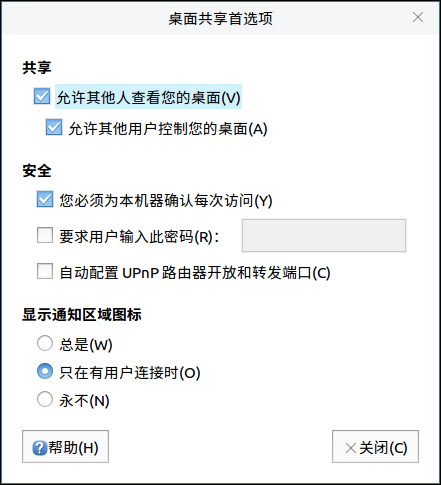 桌面共享首选项
共享
允许其他人查看您的桌面(V)
允许其他用户控制您的桌面(A)
安全
您必须为本机器确认每次访问(Y)
要求用户输入此密码(R)：
自动配置 UPnP 路由器开放和转发端口(C)
显示通知区域图标
总是(W)
只在有用户连接时(O)
永不(N)
帮助(H)
关闭(C)